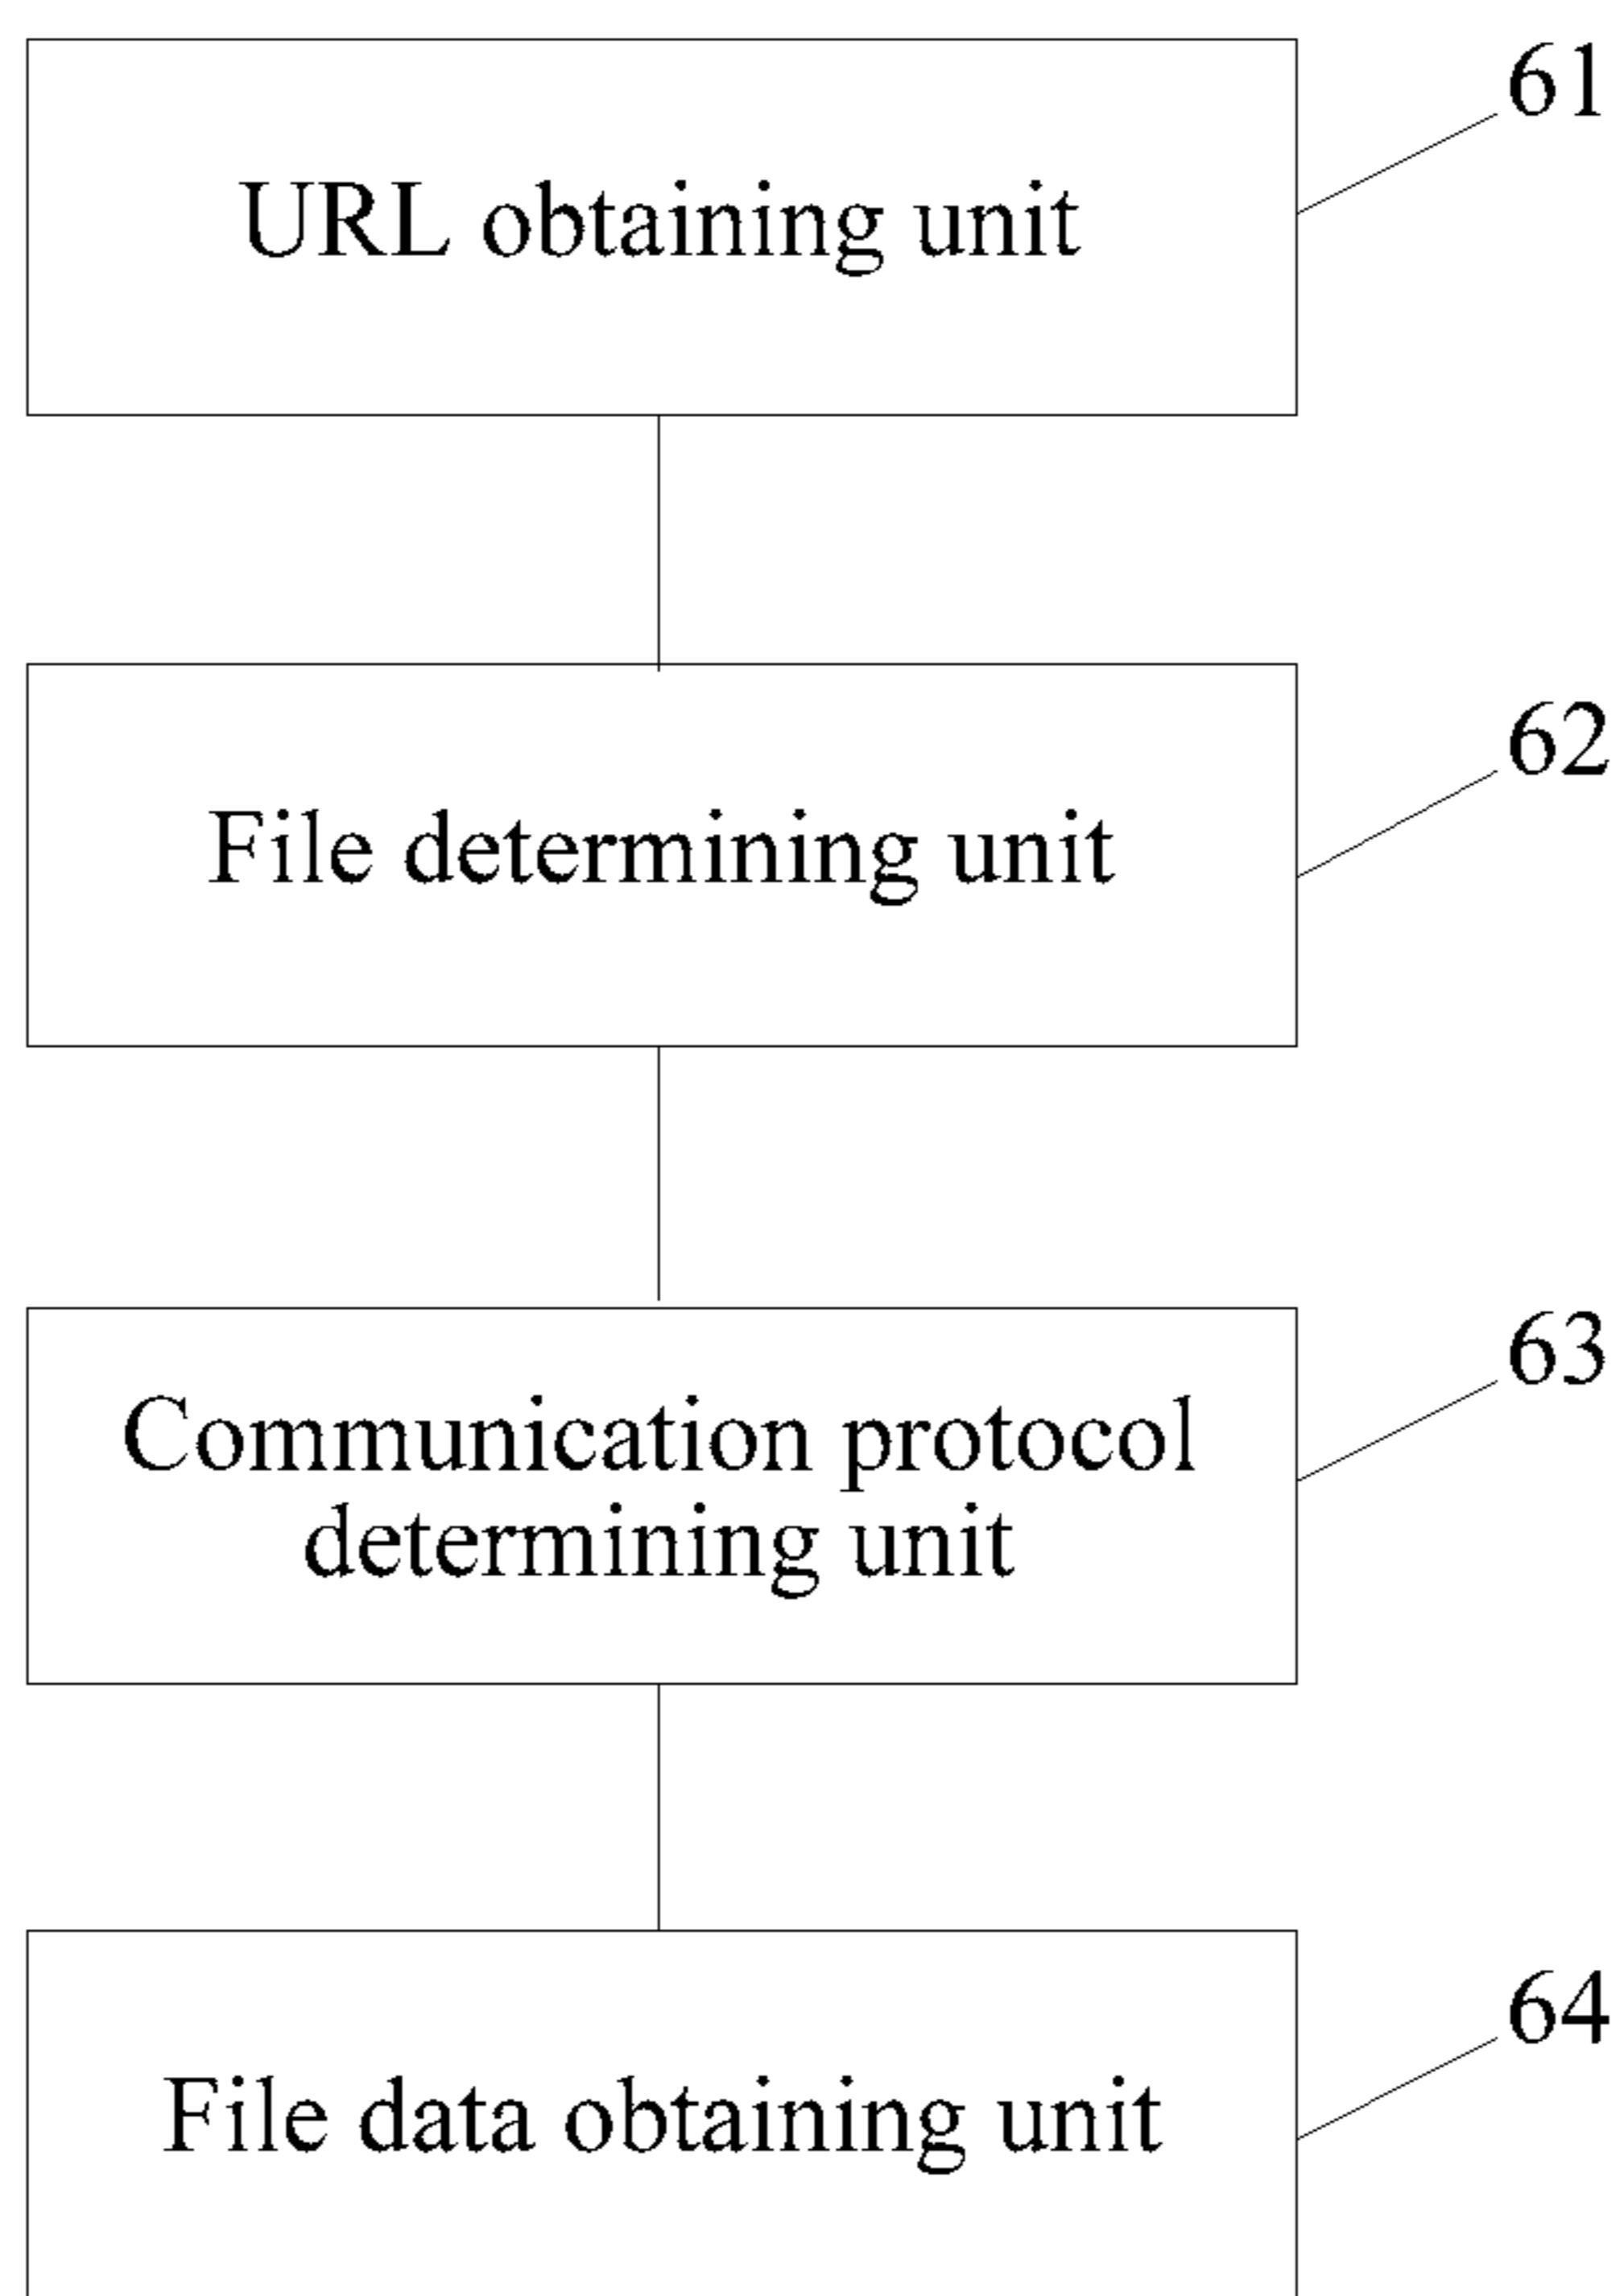 61
URL obtaining unit
62
File determining unit
63
Communication protocol
determining unit
64
File data obtaining unit